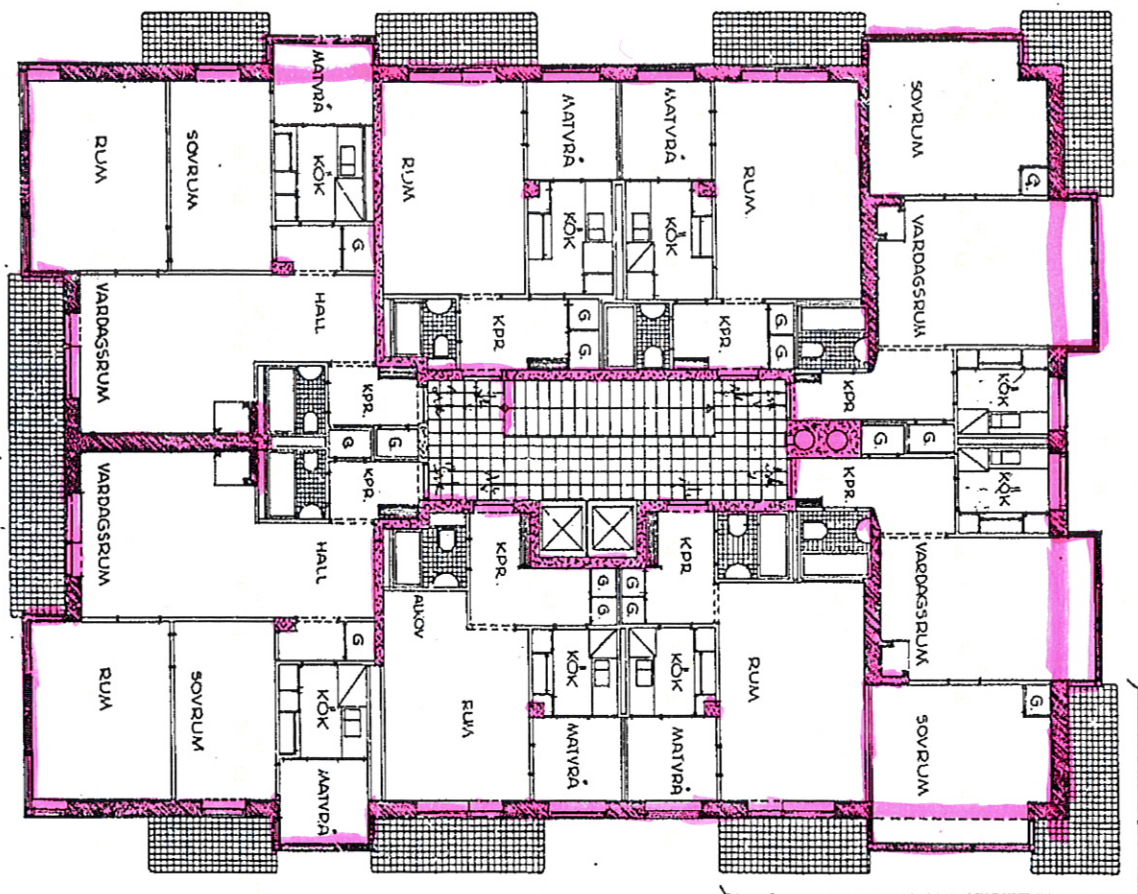 MATVRÅ
RUM
SOVRUM
KÖK
G
RUM
MATVRÅ
MATVRÅ
KÖK
KÖK
RUM
SOVRUM
G.
VARDAGSRUM
VARDAGSRUM
HALL
KPR.
G
G
KPR.
G
G
KPR.
KÖK
KPR.
G
G
G
G
KPR.
KPR.
KÖK
VARDAGSRUM
HALL
KPR.
G.
G
G
G
KPR.
VARDAGSRUM
ALKOV
G
RUM
SOVRUM
KÖK
MATVRÅ
RUM
KÖK
KÖK
MATVRÅ
MATVRÅ
RUM
G.
SOVRUM